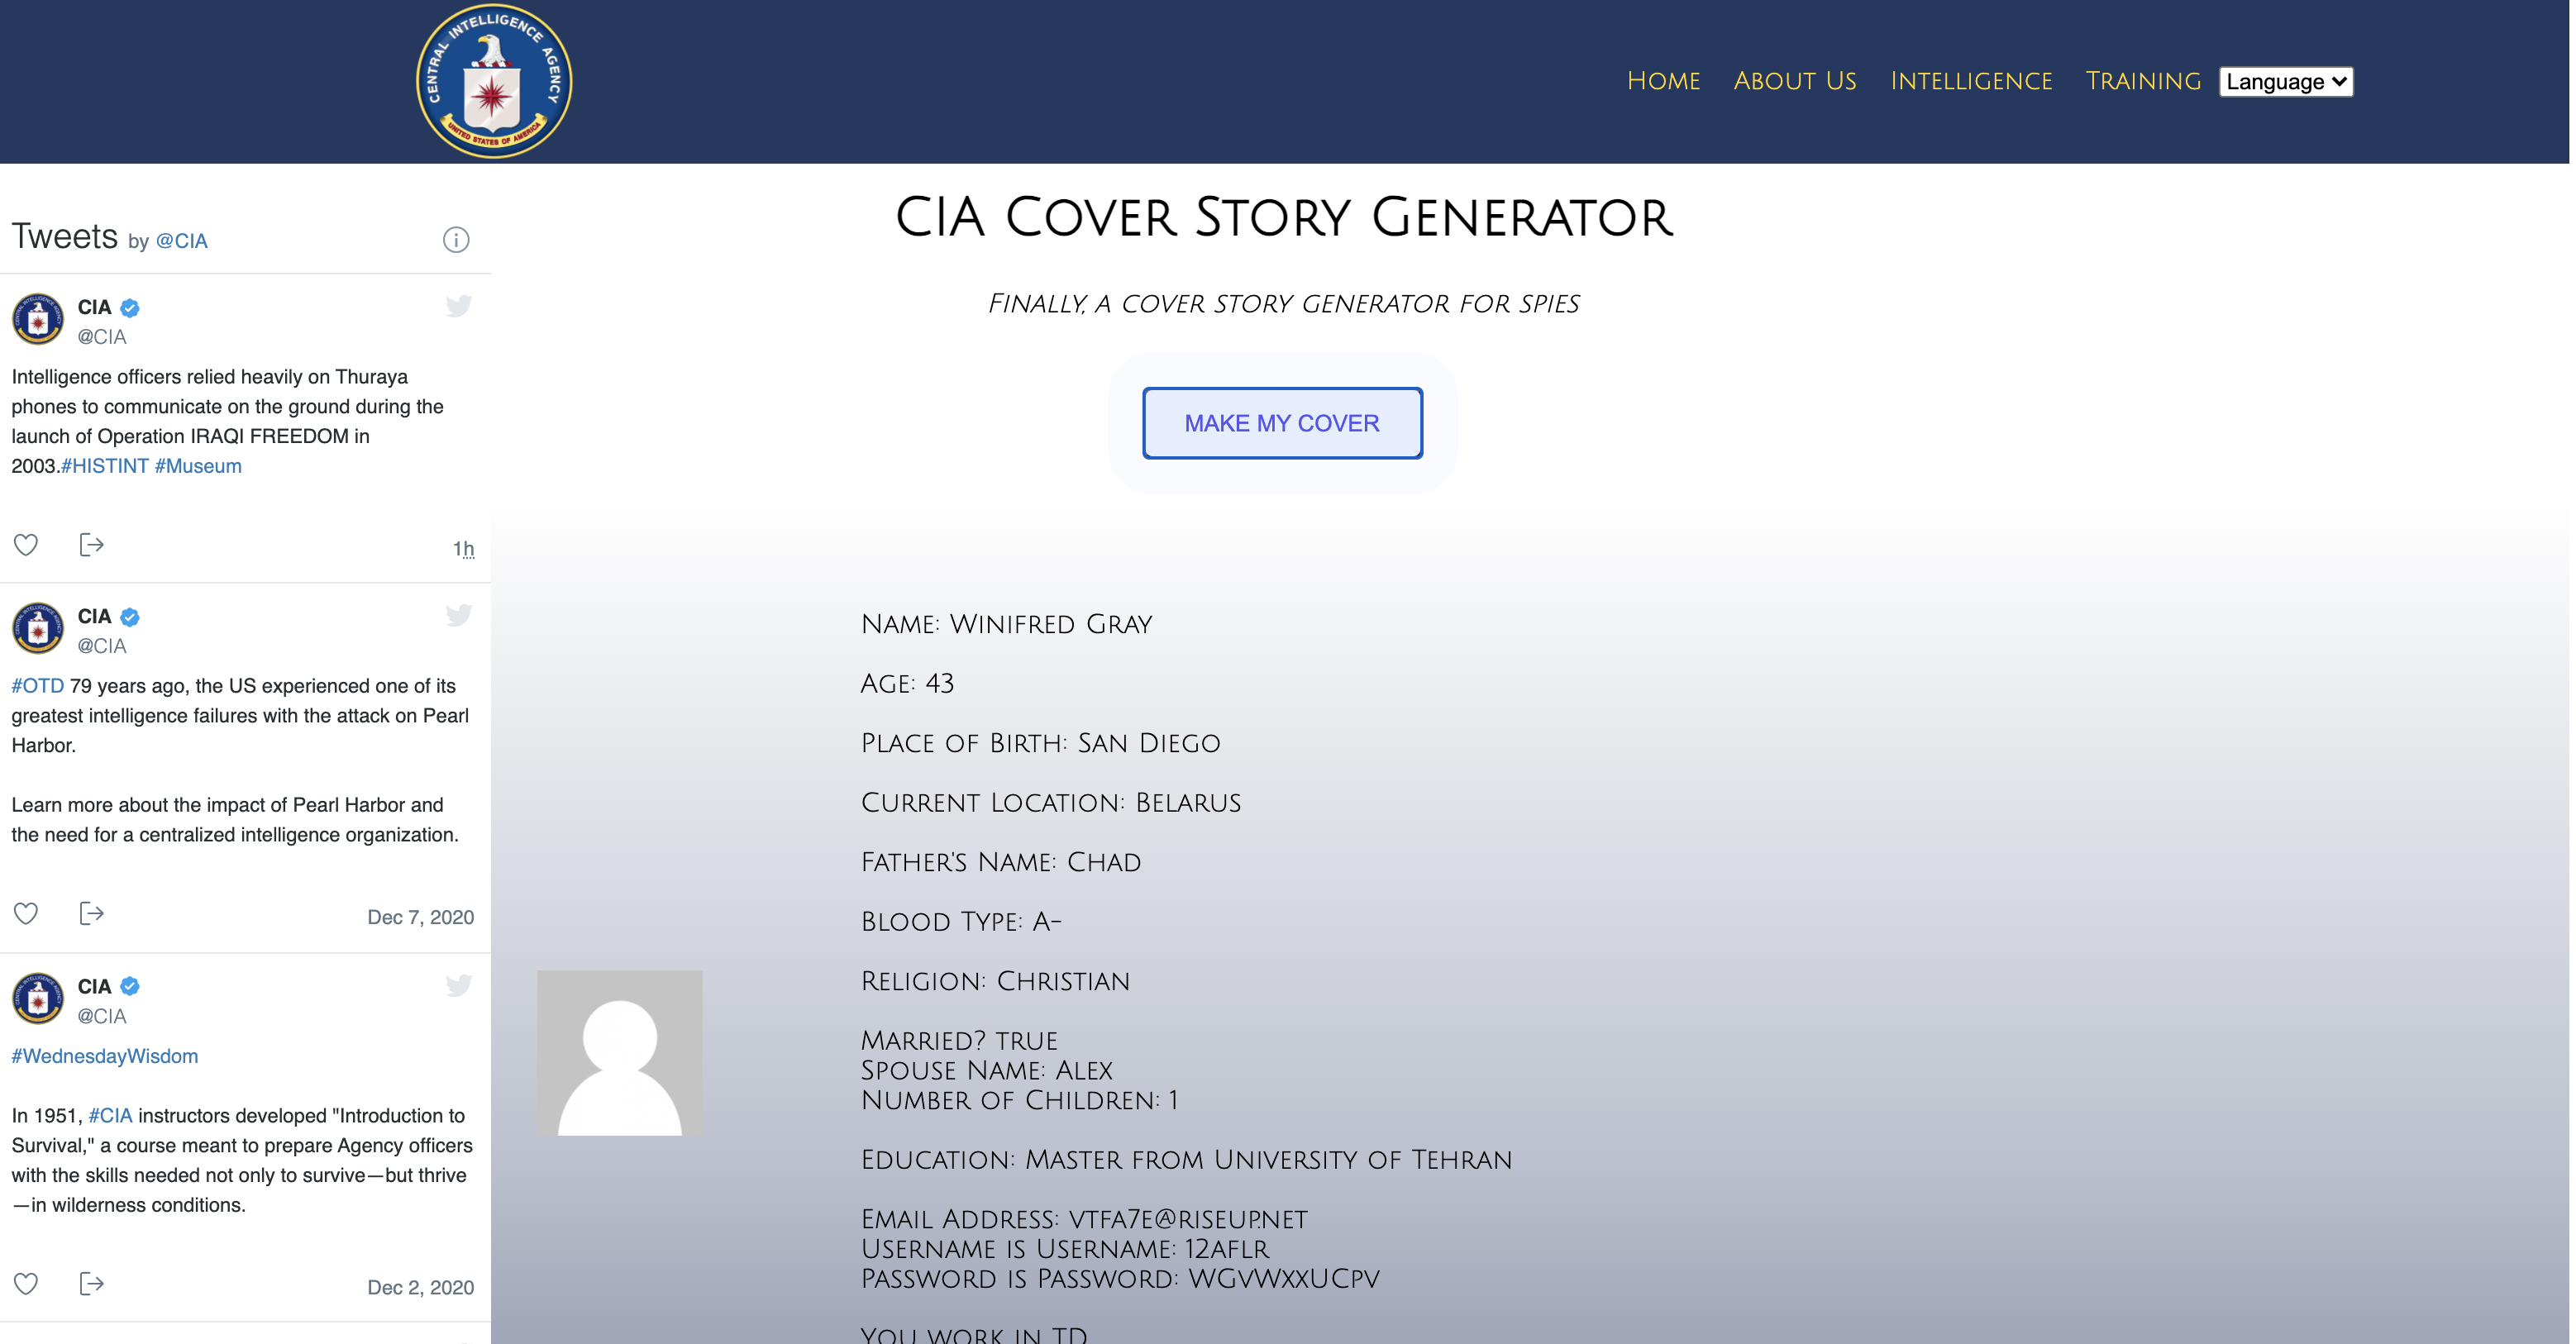 CENTRAL INTELLIGENCE AGENCY
UNITED STATES OF AMERICA
Home About Us Intelligence Training Language
CIA Cover Story Generator
Finally, a cover story generator for spies
MAKE MY COVER
Tweets by @CIA
CIA
@CIA
Intelligence officers relied heavily on Thuraya
phones to communicate on the ground during the
launch of Operation IRAQI FREEDOM in
2003.#HISTINT #Museum
1h
CIA
@CIA
#OTD 79 years ago, the US experienced one of its
greatest intelligence failures with the attack on Pearl
Harbor.
Learn more about the impact of Pearl Harbor and
the need for a centralized intelligence organization.
Dec 7, 2020
CIA
@CIA
#WednesdayWisdom
In 1951, #CIA instructors developed "Introduction to
Survival," a course meant to prepare Agency officers
with the skills needed not only to survive—but thrive
—in wilderness conditions.
Dec 2, 2020
Name: Winifred Gray
Age: 43
Place of Birth: San Diego
Current Location: Belarus
Father's Name: Chad
Blood Type: A-
Religion: Christian
Married? true
Spouse Name: Alex
Number of Children: 1
Education: Master from University of Tehran
Email Address: vtfa7e@riseup.net
Username is Username: 12aflr
Password is Password: WGvWxxUCpv
You work in TD